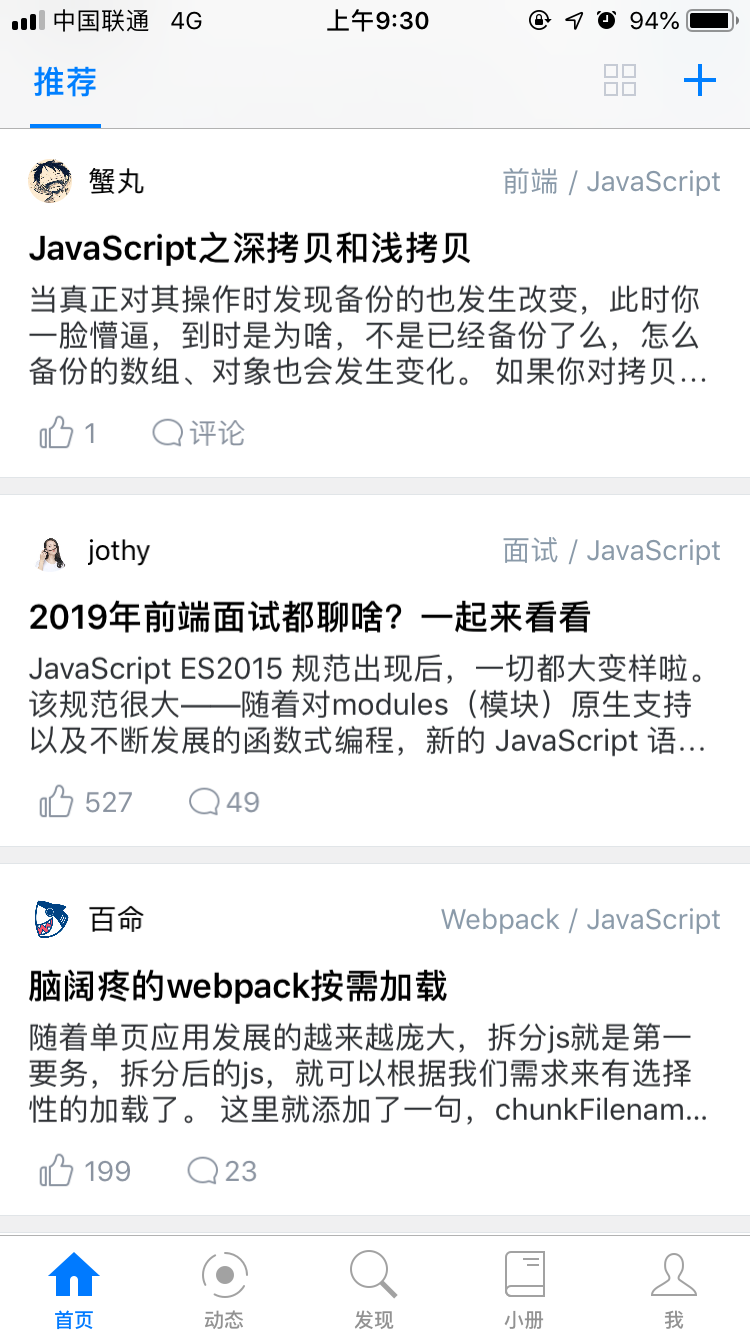 中国联通 4G 上午9:30 94%
推荐
蟹丸 前端 / JavaScript
JavaScript之深拷贝和浅拷贝
当真正对其操作时发现备份的也发生改变，此时你
一脸懵逼，到时是为啥，不是已经备份了么，怎么
备份的数组、对象也会发生变化。 如果你对拷贝...
1 评论
jothy 面试 / JavaScript
2019年前端面试都聊啥？一起来看看
JavaScript ES2015 规范出现后，一切都大变样啦。
该规范很大——随着对modules（模块）原生支持
以及不断发展的函数式编程，新的 JavaScript 语...
527 49
百命 Webpack / JavaScript
脑阔疼的webpack按需加载
随着单页应用发展的越来越庞大，拆分js就是第一
要务，拆分后的js，就可以根据我们需求来有选择
性的加载了。 这里就添加了一句，chunkFilenam...
199 23
首页 动态 发现 小册 我